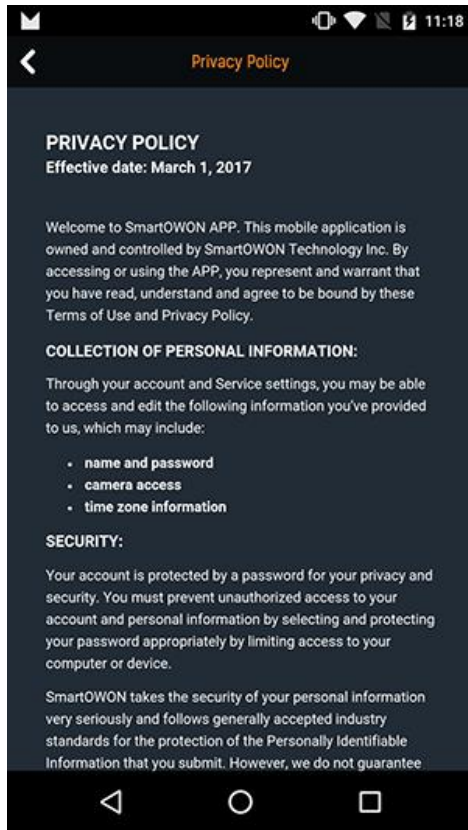 11:18
Privacy Policy
PRIVACY POLICY
Effective date: March 1, 2017
Welcome to SmartOWON APP. This mobile application is
owned and controlled by SmartOWON Technology Inc. By
accessing or using the APP, you represent and warrant that
you have read, understand and agree to be bound by these
Terms of Use and Privacy Policy.
COLLECTION OF PERSONAL INFORMATION:
Through your account and Service settings, you may be able
to access and edit the following information you've provided
to us, which may include:
• name and password
• camera access
• time zone information
SECURITY:
Your account is protected by a password for your privacy and
security. You must prevent unauthorized access to your
account and personal information by selecting and protecting
your password appropriately by limiting access to your
computer or device.
SmartOWON takes the security of your personal information
very seriously and follows generally accepted industry
standards for the protection of the Personally Identifiable
Information that you submit. However, we do not guarantee